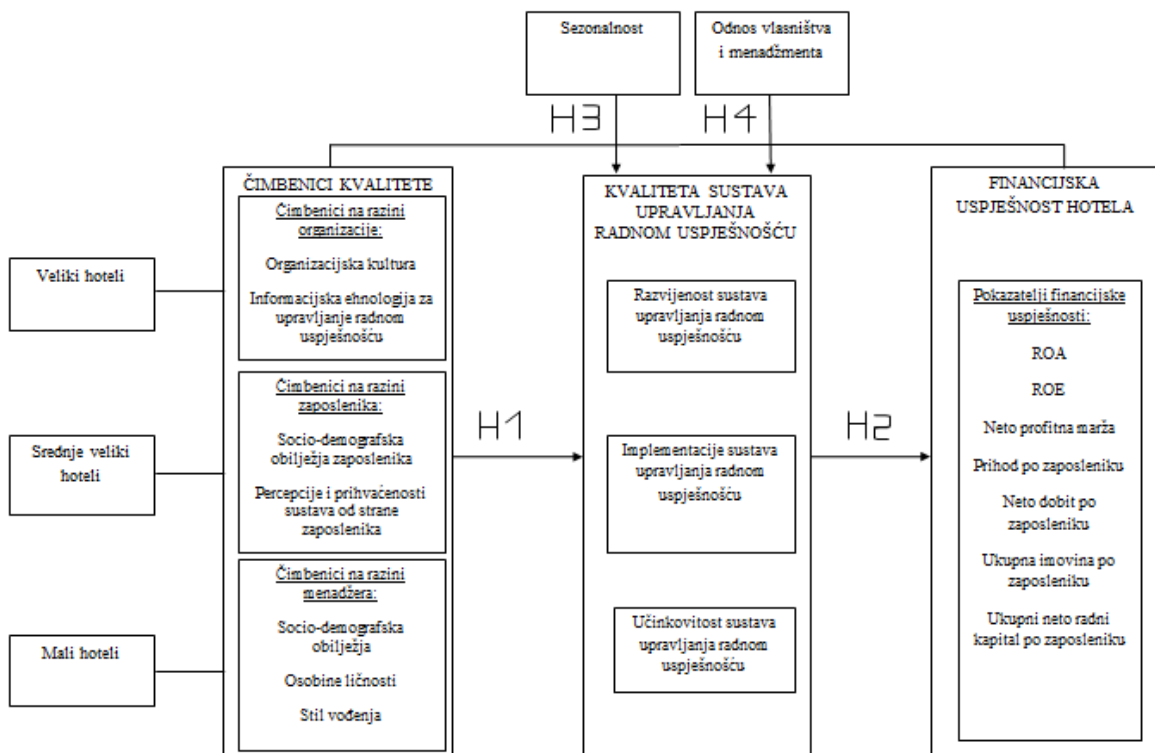 Sezonalnost
Odnos vlasništva
i menadžmenta
H3
H4
ČIMBENICI KVALITETE
Čimbenici na razini
organizacije:
Organizacijska kultura
Informacijska ehnologija za
upravljanje radnom
uspješnošću
Čimbenici na razini
zaposlenika:
Socio-demografska
obilježja zaposlenika
Percepcije i prihvaćenosti
sustava od strane
zaposlenika
Čimbenici na razini
menadžera:
Socio-demografska
obilježja
Osobine ličnosti
Stil vođenja
Veliki hoteli
Srednje veliki
hoteli
Mali hoteli
H1
KVALITETA SUSTAVA
UPRAVLJANJA
RADNOM USPJEŠNOŠĆU
Razvijenost sustava
upravljanja radnom
uspješnošću
Implementacije sustava
upravljanja radnom
uspješnošću
Učinkovitost sustava
upravljanja radnom
uspješnošću
H2
FINANCIJSKA
USPJEŠNOST HOTELA
Pokazatelji financijske
uspješnosti:
ROA
ROE
Neto profitna marža
Prihod po zaposleniku
Neto dobit po
zaposleniku
Ukupna imovina po
zaposleniku
Ukupni neto radni
kapital po zaposleniku